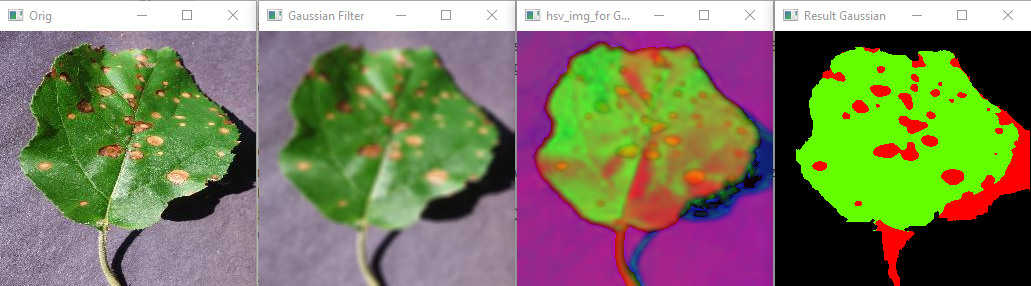 Orig
Gaussian Filter
hsv_img_for G...
Result Gaussian